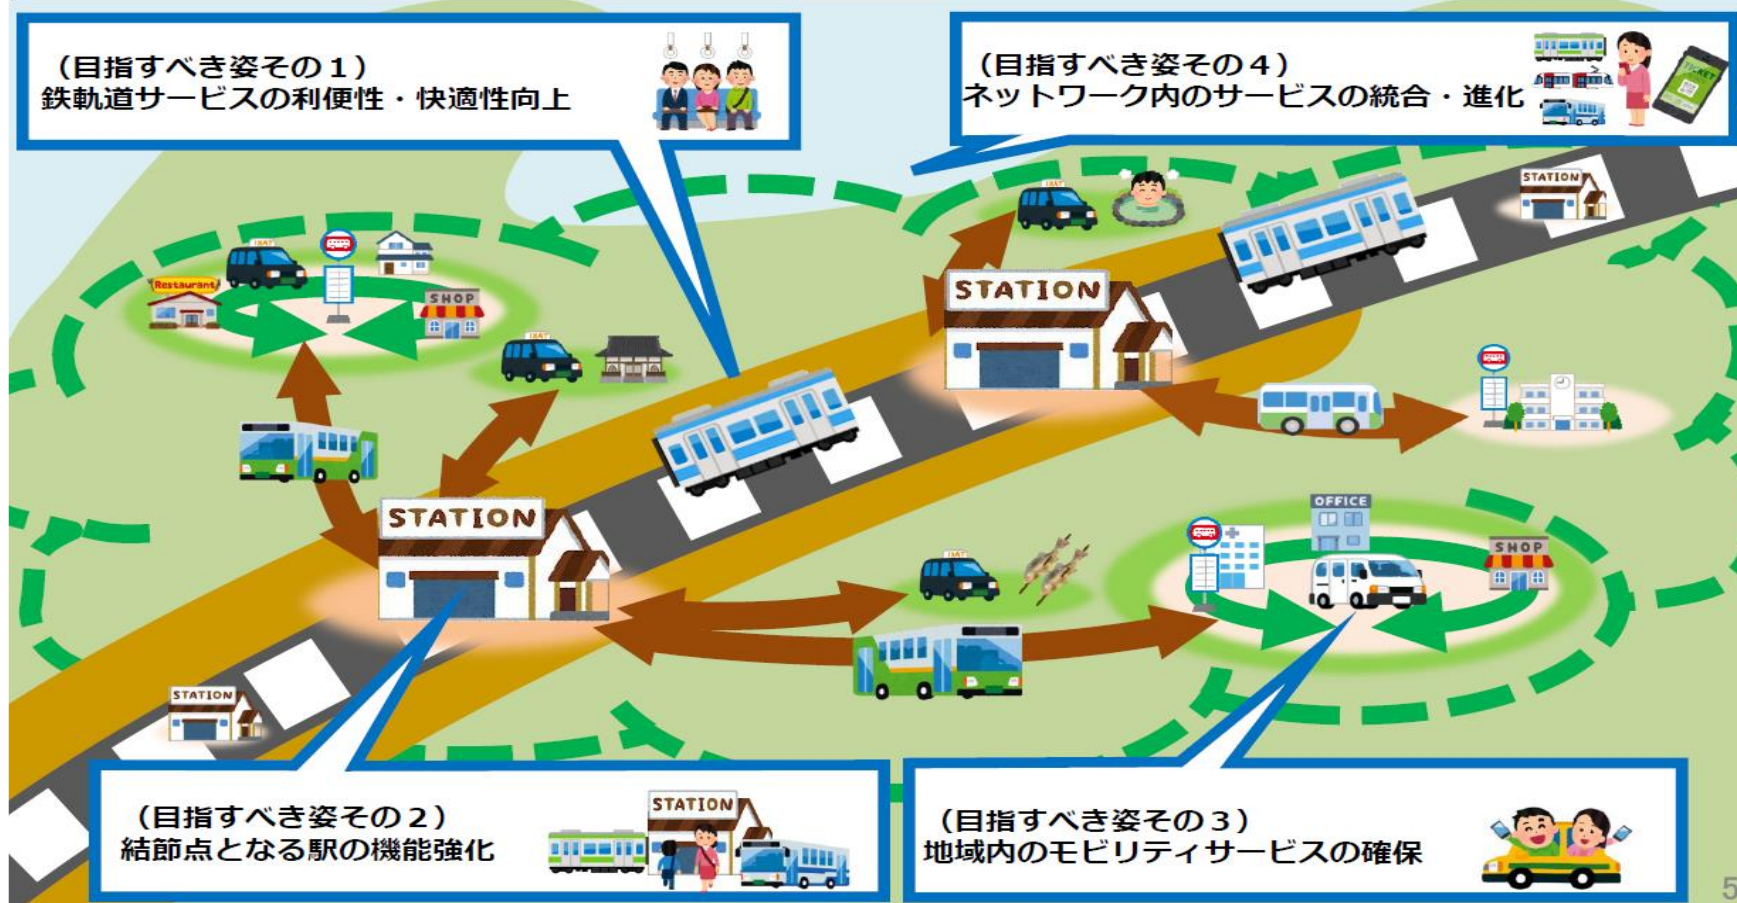 （目指すべき姿その１）
鉄軌道サービスの利便性・快適性向上
（目指すべき姿その４）
ネットワーク内のサービスの統合・進化
TICKET
STATION
TAXI
TAXI
Restaurant
SHOP
STATION
TAXI
STATION
OFFICE
SHOP
TAXI
STATION
（目指すべき姿その２）
結節点となる駅の機能強化
STATION
（目指すべき姿その３）
地域内のモビリティサービスの確保
5